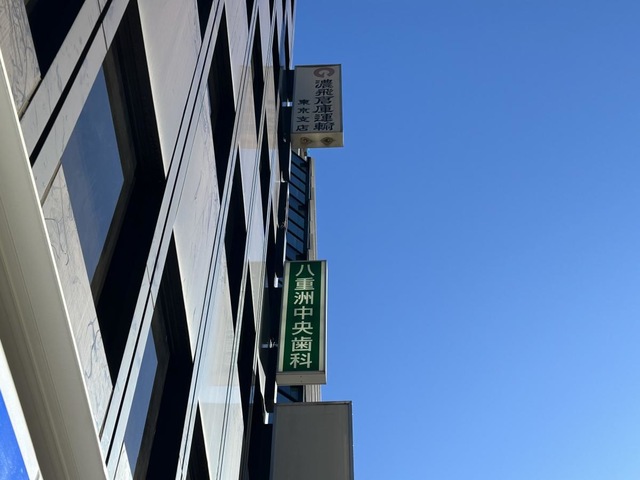 濃飛倉庫運輸
東京支店
八重洲中央歯科